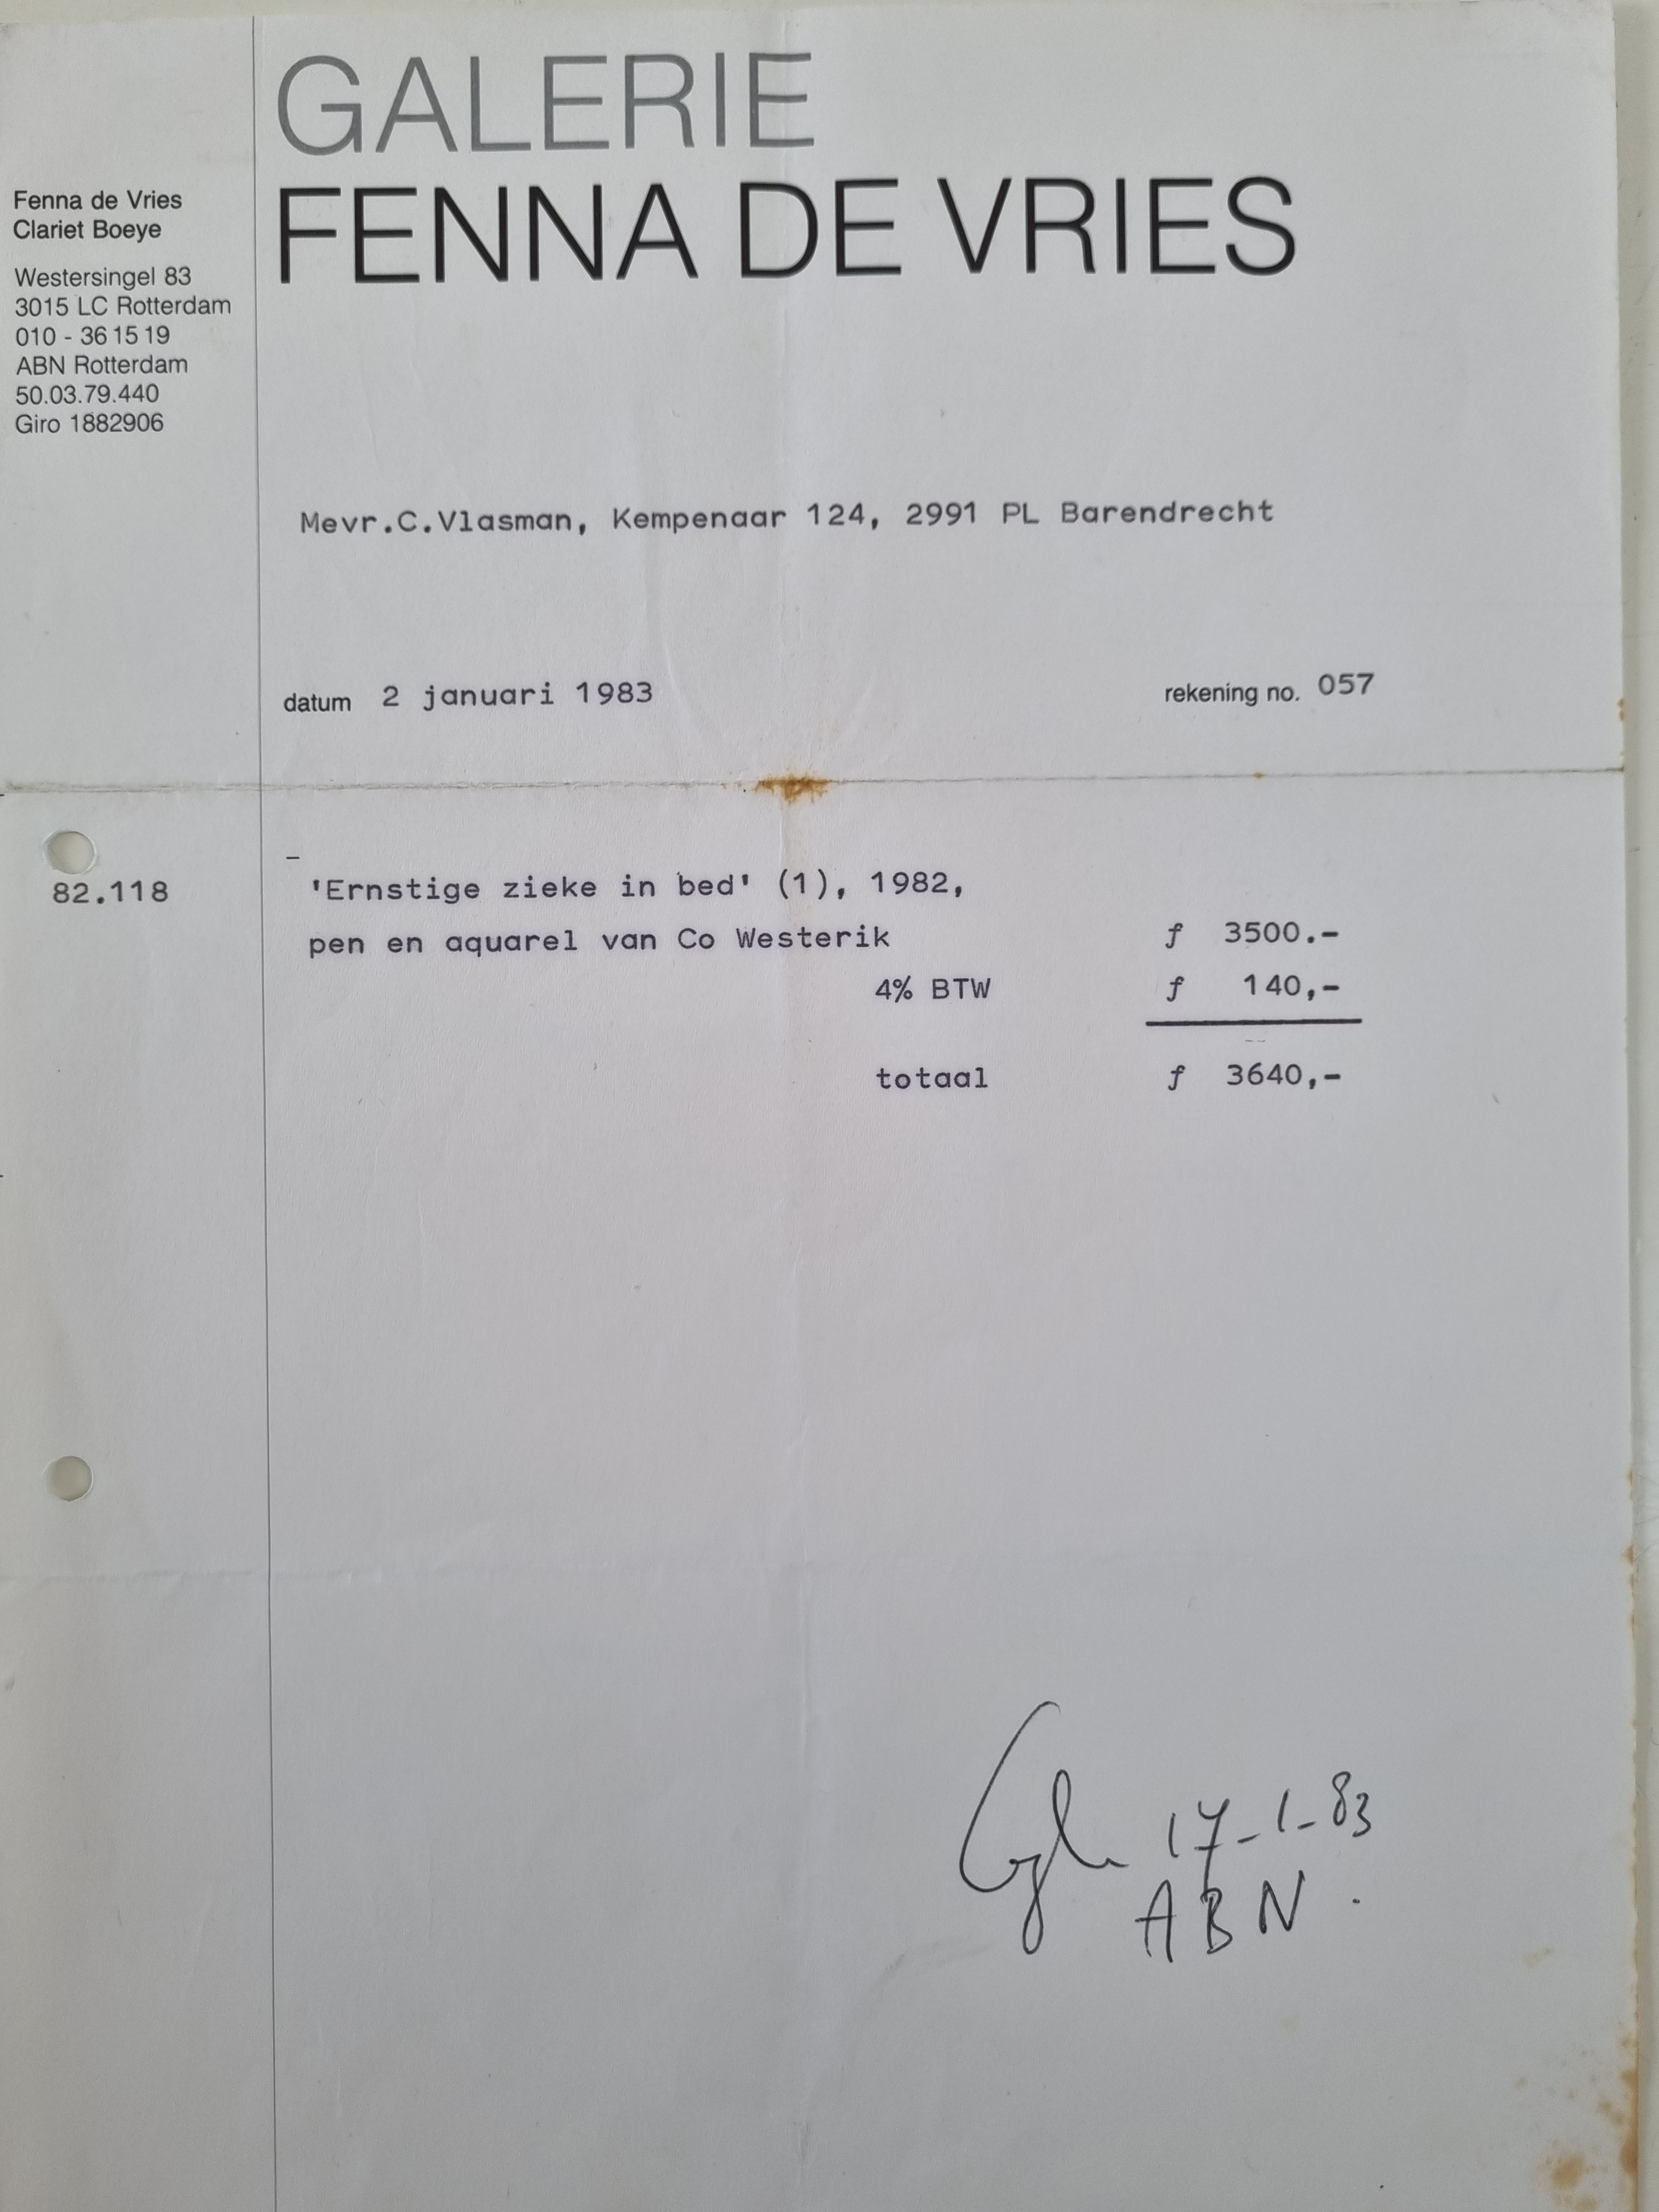 GALERIE
FENNA DE VRIES
Fenna de Vries
Clariet Boeye
Westersingel 83
3015 LC Rotterdam
010 - 36 15 19
ABN Rotterdam
50.03.79.440
Giro 1882906
Mevr.C.Vlasman, Kempenaar 124, 2991 PL Barendrecht
datum 2 januari 1983 rekening no. 057
82.118 'Ernstige zieke in bed' (1), 1982,
pen en aquarel van Co Westerik ƒ 3500.-
4% BTW ƒ 140,-
totaal ƒ 3640,-
17-1-83
ABN.